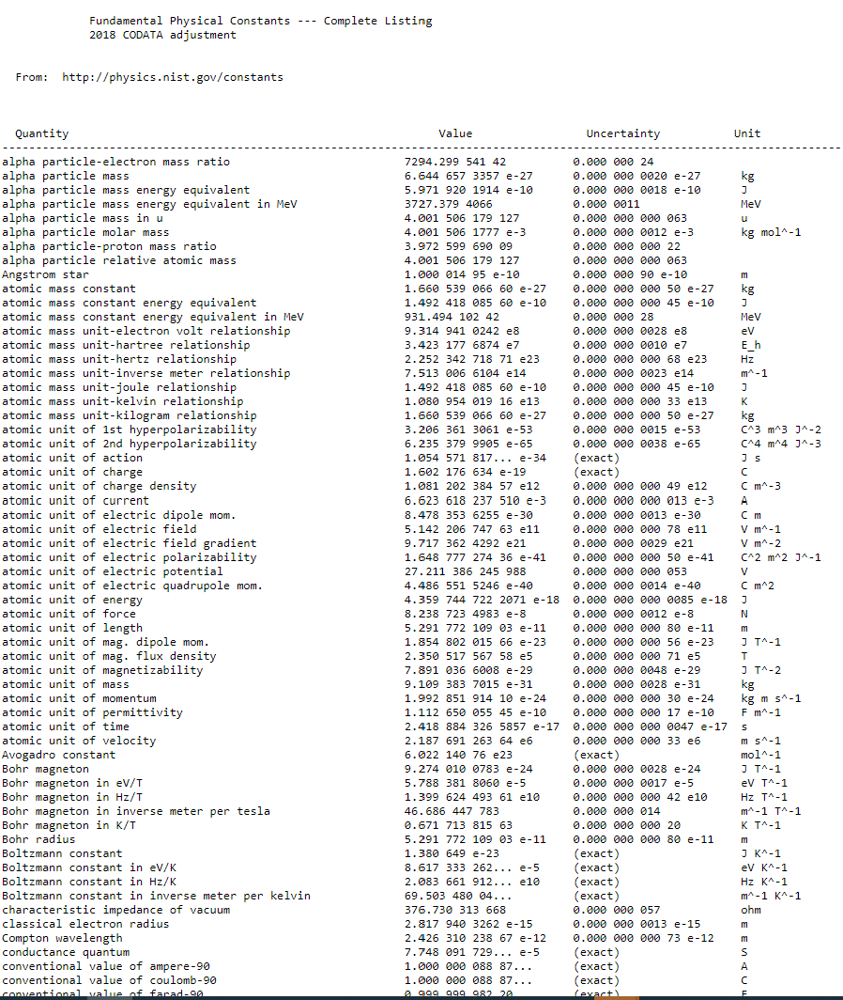 Fundamental Physical Constants --- Complete Listing
2018 CODATA adjustment
From: http://physics.nist.gov/constants
Quantity Value Uncertainty Unit
--------------------------------------------------------------------------------------------------------------------------------
alpha particle-electron mass ratio 7294.299 541 42 0.000 000 24
alpha particle mass 6.644 657 3357 e-27 0.000 000 0020 e-27 kg
alpha particle mass energy equivalent 5.971 920 1914 e-10 0.000 000 0018 e-10 J
alpha particle mass energy equivalent in MeV 3727.379 4066 0.000 0011 MeV
alpha particle mass in u 4.001 506 179 127 0.000 000 000 063 u
alpha particle molar mass 4.001 506 1777 e-3 0.000 000 0012 e-3 kg mol^-1
alpha particle-proton mass ratio 3.972 599 690 09 0.000 000 000 22
alpha particle relative atomic mass 4.001 506 179 127 0.000 000 000 063
Angstrom star 1.000 014 95 e-10 0.000 000 90 e-10 m
atomic mass constant 1.660 539 066 60 e-27 0.000 000 000 50 e-27 kg
atomic mass constant energy equivalent 1.492 418 085 60 e-10 0.000 000 000 45 e-10 J
atomic mass constant energy equivalent in MeV 931.494 102 42 0.000 000 28 MeV
atomic mass unit-electron volt relationship 9.314 941 0242 e8 0.000 000 0028 e8 eV
atomic mass unit-hartree relationship 3.423 177 6874 e7 0.000 000 0010 e7 E_h
atomic mass unit-hertz relationship 2.252 342 718 71 e23 0.000 000 000 68 e23 Hz
atomic mass unit-inverse meter relationship 7.513 006 6104 e14 0.000 000 0023 e14 m^-1
atomic mass unit-joule relationship 1.492 418 085 60 e-10 0.000 000 000 45 e-10 J
atomic mass unit-kelvin relationship 1.080 954 019 16 e13 0.000 000 000 33 e13 K
atomic mass unit-kilogram relationship 1.660 539 066 60 e-27 0.000 000 000 50 e-27 kg
atomic unit of 1st hyperpolarizability 3.206 361 3061 e-53 0.000 000 0015 e-53 C^3 m^3 J^-2
atomic unit of 2nd hyperpolarizability 6.235 379 9905 e-65 0.000 000 0038 e-65 C^4 m^4 J^-3
atomic unit of action 1.054 571 817... e-34 (exact) J s
atomic unit of charge 1.602 176 634 e-19 (exact) C
atomic unit of charge density 1.081 202 384 57 e12 0.000 000 000 49 e12 C m^-3
atomic unit of current 6.623 618 237 510 e-3 0.000 000 000 013 e-3 A
atomic unit of electric dipole mom. 8.478 353 6255 e-30 0.000 000 0013 e-30 C m
atomic unit of electric field 5.142 206 747 63 e11 0.000 000 000 78 e11 V m^-1
atomic unit of electric field gradient 9.717 362 4292 e21 0.000 000 0029 e21 V m^-2
atomic unit of electric polarizability 1.648 777 274 36 e-41 0.000 000 000 50 e-41 C^2 m^2 J^-1
atomic unit of electric potential 27.211 386 245 988 0.000 000 000 053 V
atomic unit of electric quadrupole mom. 4.486 551 5246 e-40 0.000 000 0014 e-40 C m^2
atomic unit of energy 4.359 744 722 2071 e-18 0.000 000 000 0085 e-18 J
atomic unit of force 8.238 723 4983 e-8 0.000 000 0012 e-8 N
atomic unit of length 5.291 772 109 03 e-11 0.000 000 000 80 e-11 m
atomic unit of mag. dipole mom. 1.854 802 015 66 e-23 0.000 000 000 56 e-23 J T^-1
atomic unit of mag. flux density 2.350 517 567 58 e5 0.000 000 000 71 e5 T
atomic unit of magnetizability 7.891 036 6008 e-29 0.000 000 0048 e-29 J T^-2
atomic unit of mass 9.109 383 7015 e-31 0.000 000 0028 e-31 kg
atomic unit of momentum 1.992 851 914 10 e-24 0.000 000 000 30 e-24 kg m s^-1
atomic unit of permittivity 1.112 650 055 45 e-10 0.000 000 000 17 e-10 F m^-1
atomic unit of time 2.418 884 326 5857 e-17 0.000 000 000 0047 e-17 s
atomic unit of velocity 2.187 691 263 64 e6 0.000 000 000 33 e6 m s^-1
Avogadro constant 6.022 140 76 e23 (exact) mol^-1
Bohr magneton 9.274 010 0783 e-24 0.000 000 0028 e-24 J T^-1
Bohr magneton in eV/T 5.788 381 8060 e-5 0.000 000 0017 e-5 eV T^-1
Bohr magneton in Hz/T 1.399 624 493 61 e10 0.000 000 000 42 e10 Hz T^-1
Bohr magneton in inverse meter per tesla 46.686 447 783 0.000 000 014 m^-1 T^-1
Bohr magneton in K/T 0.671 713 815 63 0.000 000 000 20 K T^-1
Bohr radius 5.291 772 109 03 e-11 0.000 000 000 80 e-11 m
Boltzmann constant 1.380 649 e-23 (exact) J K^-1
Boltzmann constant in eV/K 8.617 333 262... e-5 (exact) eV K^-1
Boltzmann constant in Hz/K 2.083 661 912... e10 (exact) Hz K^-1
Boltzmann constant in inverse meter per kelvin 69.503 480 04... (exact) m^-1 K^-1
characteristic impedance of vacuum 376.730 313 668 0.000 000 057 ohm
classical electron radius 2.817 940 3262 e-15 0.000 000 0013 e-15 m
Compton wavelength 2.426 310 238 67 e-12 0.000 000 000 73 e-12 m
conductance quantum 7.748 091 729... e-5 (exact) S
conventional value of ampere-90 1.000 000 088 87... (exact) A
conventional value of coulomb-90 1.000 000 088 87... (exact) C
conventional value of farad-90 0.999 999 982 20 (exact) F